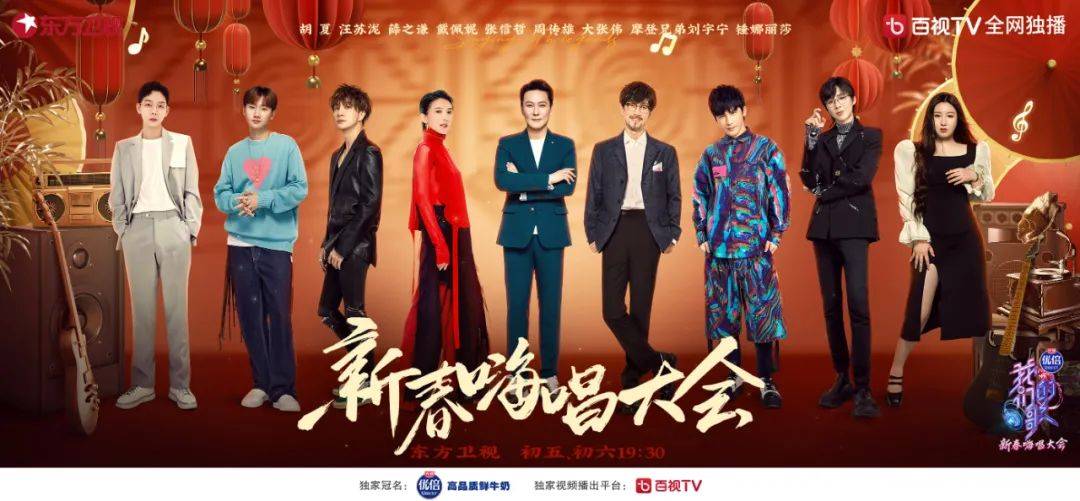 东方卫视
胡 夏 汪苏泷 薛之谦 戴佩妮 张信哲 周传雄 大张伟 摩登兄弟刘宇宁 锤娜丽莎
百视TV 全网独播
新春嗨唱大会
东方卫视 初五、初六19:30
优倍
我们的歌
新春嗨唱大会
独家冠名: 优倍 高品质鲜牛奶 独家视频播出平台: 百视TV